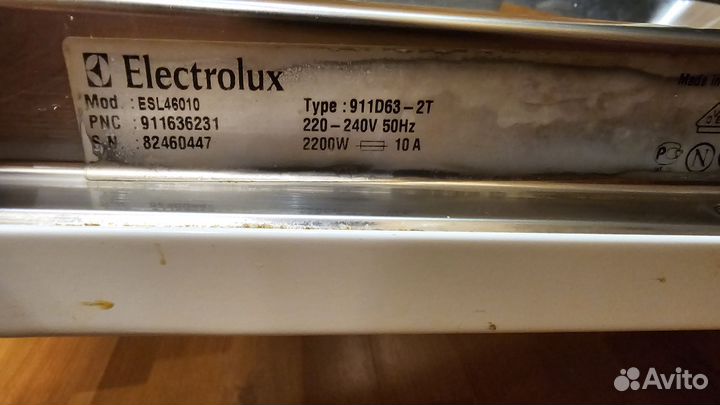 Electrolux
Mod. : ESL46010 Type : 911D63-2T
PNC : 911636231 220-240V 50Hz
S.N : 82460447 2200W 10 A
Made in
N
Avito